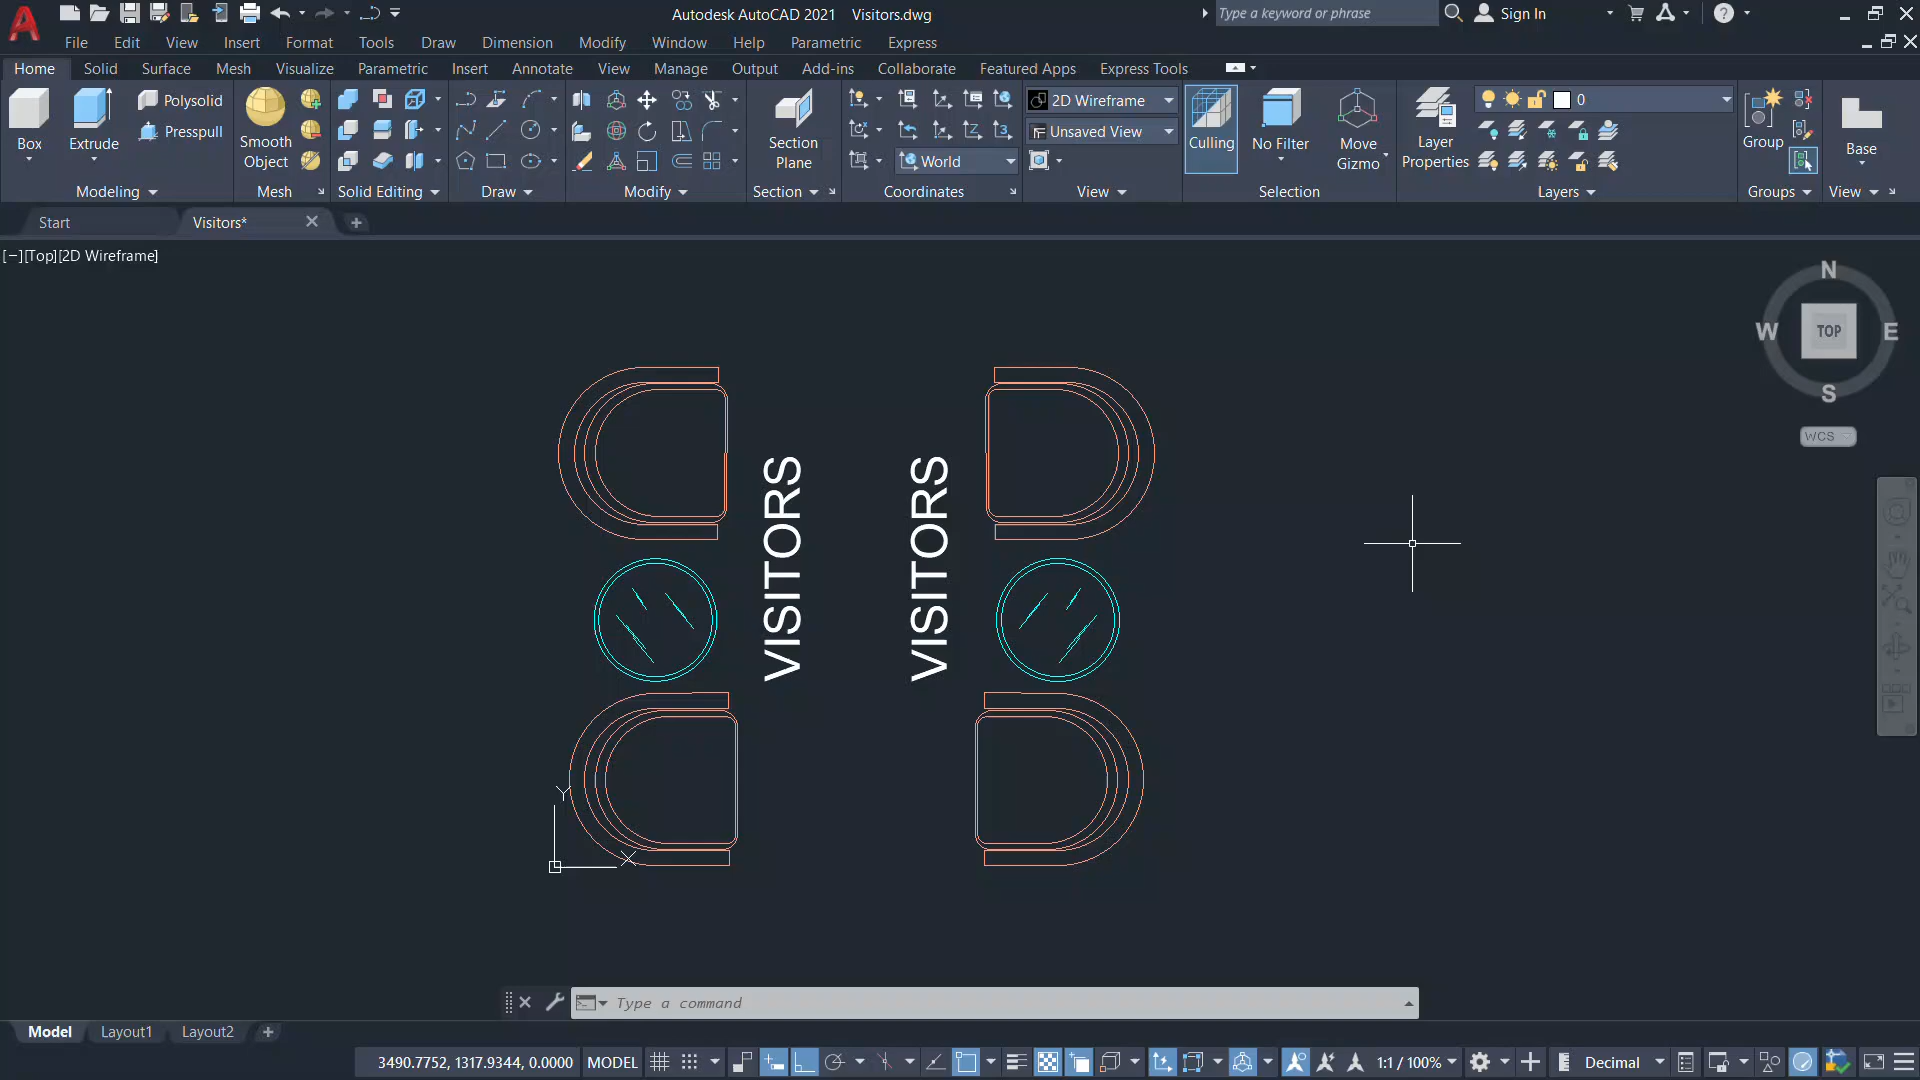 Autodesk AutoCAD 2021 Visitors.dwg
Type a keyword or phrase
Sign In
File Edit View Insert Format Tools Draw Dimension Modify Window Help Parametric Express
Home Solid Surface Mesh Visualize Parametric Insert Annotate View Manage Output Add-ins Collaborate Featured Apps Express Tools
Box
Extrude
Polysolid
Presspull
Modeling
Smooth
Object
Mesh
Solid Editing
Draw
Modify
Section
Plane
Section
World
Coordinates
2D Wireframe
Unsaved View
View
Culling
No Filter
Move
Gizmo
Selection
Layer
Properties
0
Layers
Group
Groups
Base
View
Start
Visitors*
[−][Top][2D Wireframe]
N
W TOP E
S
WCS
VISITORS
VISITORS
Y
X
Type a command
Model Layout1 Layout2
3490.7752, 1317.9344, 0.0000 MODEL 1:1 / 100% Decimal